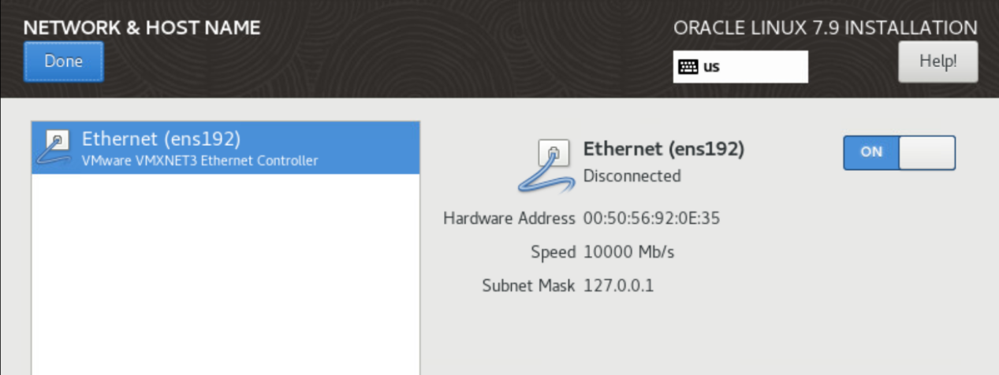 NETWORK & HOST NAME
Done
ORACLE LINUX 7.9 INSTALLATION
us
Help!
Ethernet (ens192)
VMware VMXNET3 Ethernet Controller
Ethernet (ens192)
Disconnected
ON
Hardware Address 00:50:56:92:0E:35
Speed 10000 Mb/s
Subnet Mask 127.0.0.1